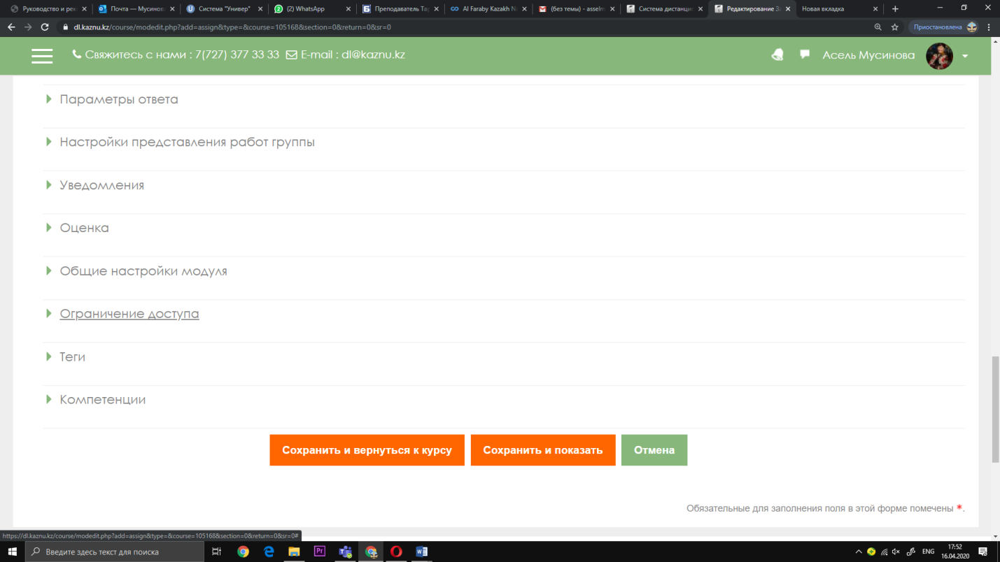 Руководство и рек
Почта — Мусинов
Система "Универ"
(2) WhatsApp
Преподаватель Тар
Al Faraby Kazakh N
(без темы) - asselm
Система дистанцис
Редактирование За
Новая вкладка
dl.kaznu.kz/course/modedit.php?add=assign&type=&course=105168&section=0&return=0&sr=0
Приостановлена
Свяжитесь с нами : 7(727) 377 33 33 E-mail : dl@kaznu.kz
Асель Мусинова
Параметры ответа
Настройки представления работ группы
Уведомления
Оценка
Общие настройки модуля
Ограничение доступа
Теги
Компетенции
Сохранить и вернуться к курсу
Сохранить и показать
Отмена
Обязательные для заполнения поля в этой форме помечены *.
https://dl.kaznu.kz/course/modedit.php?add=assign&type=&course=105168&section=0&return=0&sr=0#
Введите здесь текст для поиска
Pr
ENG
17:52
16.04.2020